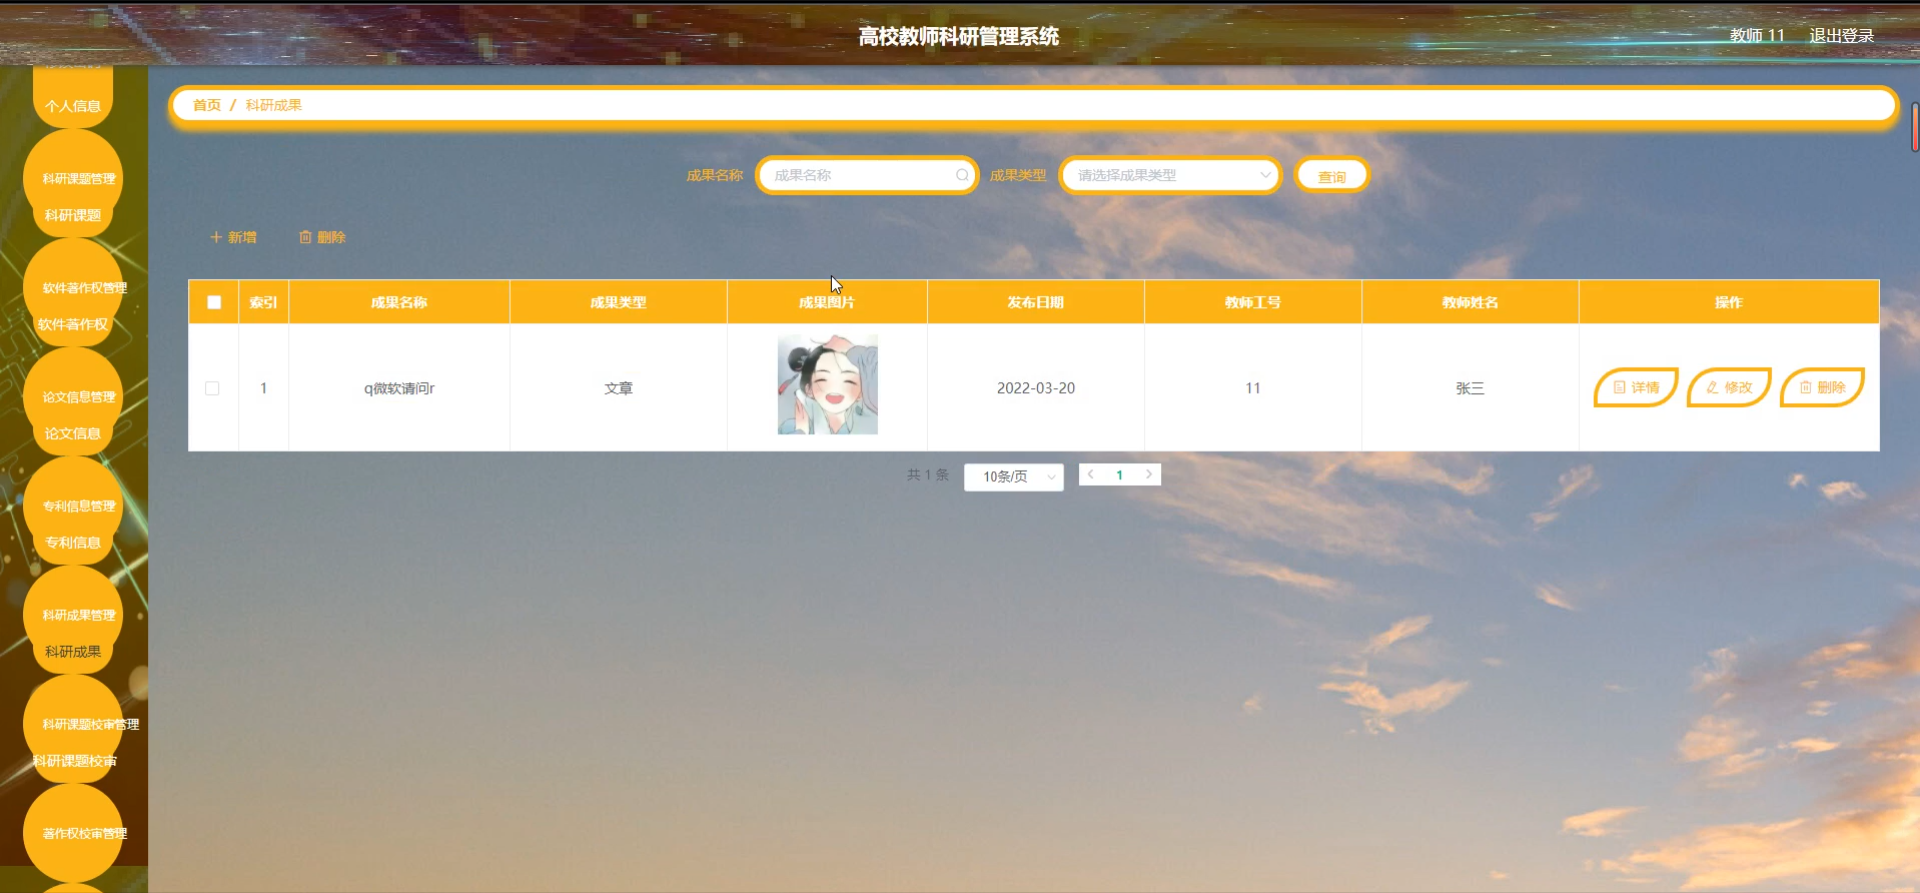 高校教师科研管理系统
教师 11 退出登录
个人信息
科研课题管理
科研课题
软件著作权管理
软件著作权
论文信息管理
论文信息
专利信息管理
专利信息
科研成果管理
科研成果
科研课题校审管理
科研课题校审
著作权校审管理
首页 / 科研成果
成果名称 成果名称 成果类型 请选择成果类型 查询
新增 删除
索引 成果名称 成果类型 成果图片 发布日期 教师工号 教师姓名 操作
1 q微软请问r 文章 2022-03-20 11 张三 详情 修改 删除
共 1 条 10条/页 1